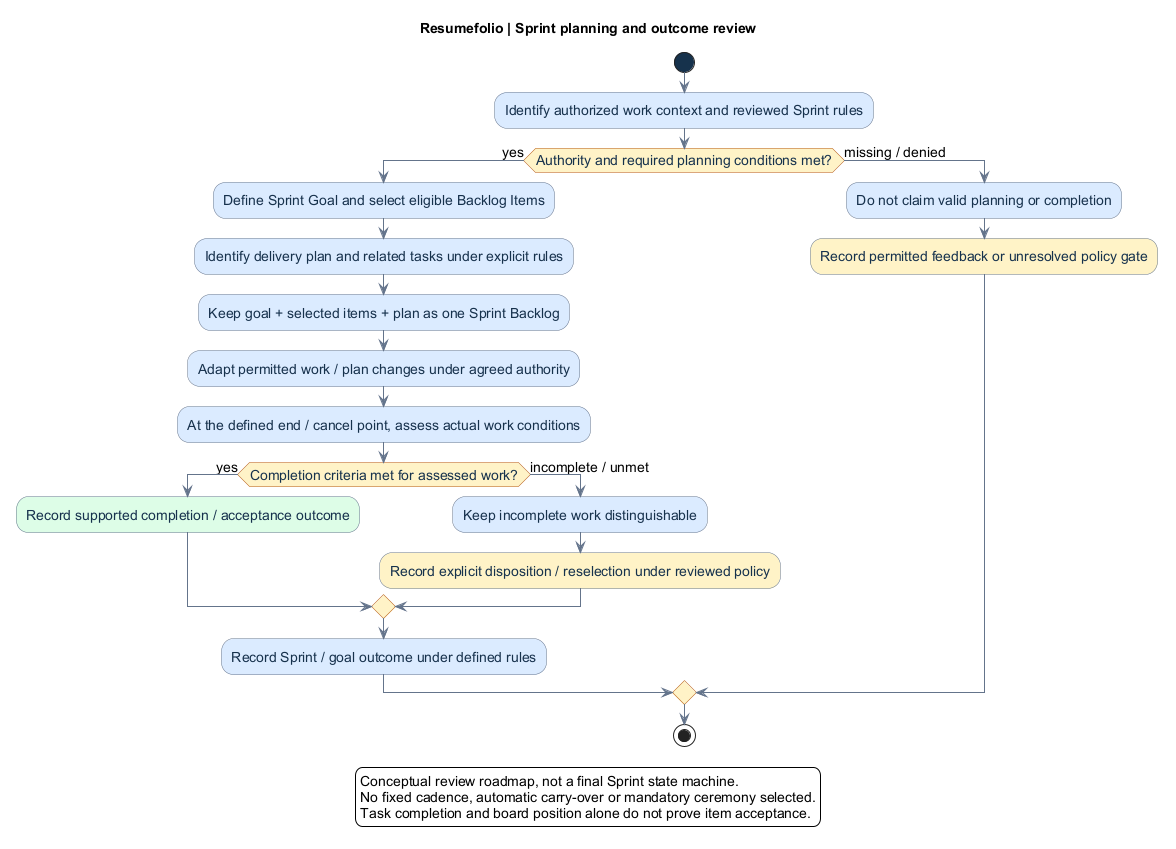 Resumefolio | Sprint planning and outcome review
Identify authorized work context and reviewed Sprint rules
yes
Authority and required planning conditions met?
missing / denied
Define Sprint Goal and select eligible Backlog Items
Do not claim valid planning or completion
Identify delivery plan and related tasks under explicit rules
Record permitted feedback or unresolved policy gate
Keep goal + selected items + plan as one Sprint Backlog
Adapt permitted work / plan changes under agreed authority
At the defined end / cancel point, assess actual work conditions
yes
Completion criteria met for assessed work?
incomplete / unmet
Record supported completion / acceptance outcome
Keep incomplete work distinguishable
Record explicit disposition / reselection under reviewed policy
Record Sprint / goal outcome under defined rules
Conceptual review roadmap, not a final Sprint state machine.
No fixed cadence, automatic carry-over or mandatory ceremony selected.
Task completion and board position alone do not prove item acceptance.